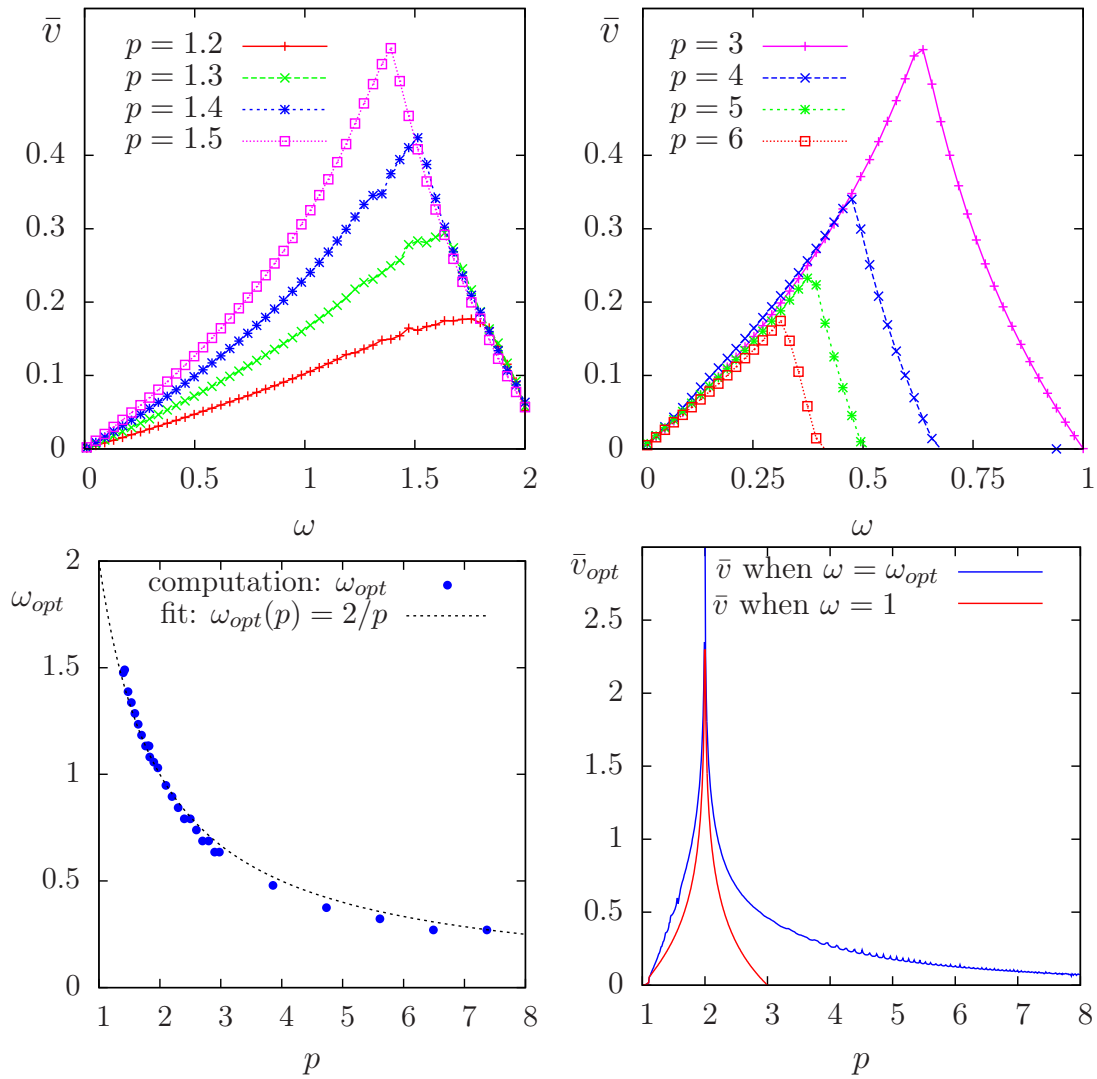 v̄
p = 1.2
p = 1.3
p = 1.4
p = 1.5
0.4
0.3
0.2
0.1
0
0 0.5 1 1.5 2
ω
v̄
p = 3
p = 4
p = 5
p = 6
0.4
0.3
0.2
0.1
0
0 0.25 0.5 0.75 1
ω
ω_opt
computation: ω_opt
fit: ω_opt(p) = 2/p
2
1.5
1
0.5
0
1 2 3 4 5 6 7 8
p
v̄_opt
v̄ when ω = ω_opt
v̄ when ω = 1
2.5
2
1.5
1
0.5
0
1 2 3 4 5 6 7 8
p